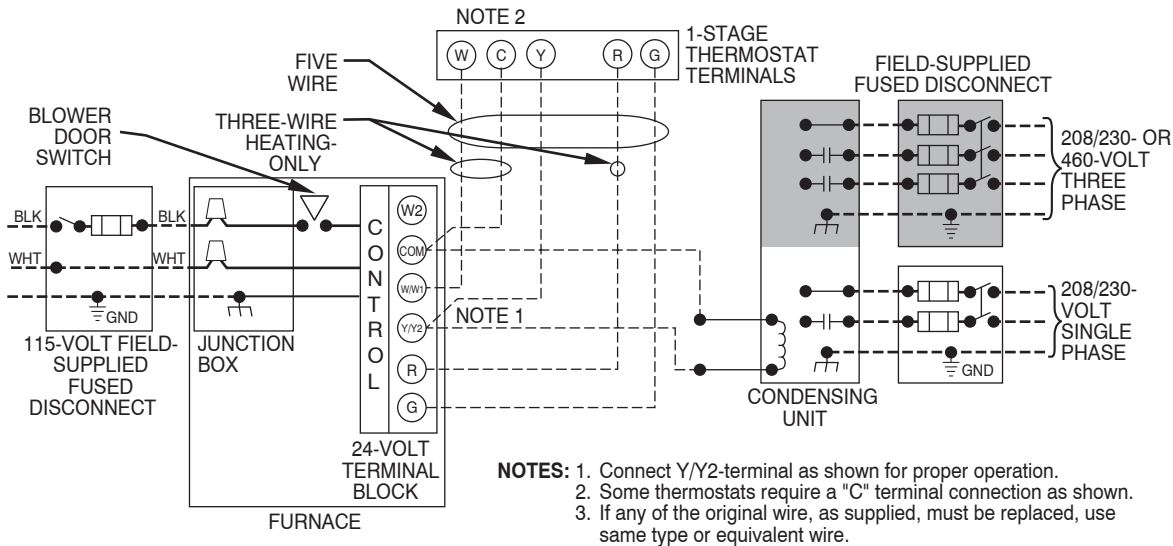 NOTE 2
W C Y R G
1-STAGE
THERMOSTAT
TERMINALS
FIVE
WIRE
THREE-WIRE
HEATING-
ONLY
BLOWER
DOOR
SWITCH
FIELD-SUPPLIED
FUSED DISCONNECT
208/230- OR
460-VOLT
THREE
PHASE
BLK
BLK
WHT
WHT
GND
115-VOLT FIELD-
SUPPLIED
FUSED
DISCONNECT
JUNCTION
BOX
CONTROL
W2
COM
W/W1
Y/Y2
R
G
NOTE 1
24-VOLT
TERMINAL
BLOCK
FURNACE
CONDENSING
UNIT
208/230-
VOLT
SINGLE
PHASE
GND
NOTES: 1. Connect Y/Y2-terminal as shown for proper operation.
2. Some thermostats require a "C" terminal connection as shown.
3. If any of the original wire, as supplied, must be replaced, use
same type or equivalent wire.